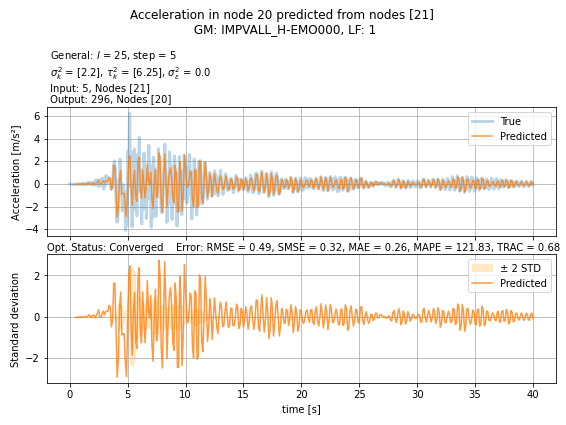 Acceleration in node 20 predicted from nodes [21]
GM: IMPVALL_H-EMO000, LF: 1
General: l = 25, step = 5
σ²ₖ = [2.2], τ²ₖ = [6.25], σ²ε = 0.0
Input: 5, Nodes [21]
Output: 296, Nodes [20]
Acceleration [m/s²]
6
4
2
0
−2
−4
True
Predicted
Opt. Status: Converged Error: RMSE = 0.49, SMSE = 0.32, MAE = 0.26, MAPE = 121.83, TRAC = 0.68
Standard deviation
2
0
−2
± 2 STD
Predicted
0 5 10 15 20 25 30 35 40
time [s]